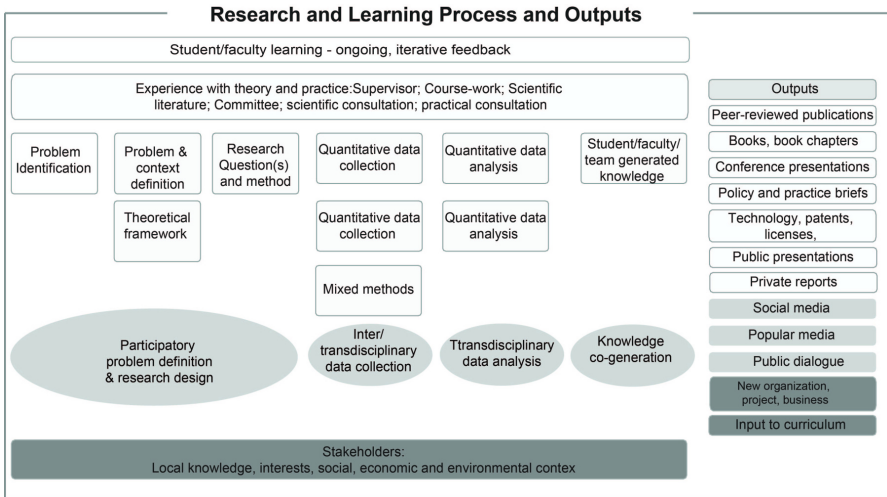 Research and Learning Process and Outputs
Student/faculty learning - ongoing, iterative feedback
Experience with theory and practice:Supervisor; Course-work; Scientific
literature; Committee; scientific consultation; practical consultation
Problem
Identification
Problem &
context
definition
Research
Question(s)
and method
Quantitative data
collection
Quantitative data
analysis
Student/faculty/
team generated
knowledge
Theoretical
framework
Quantitative data
collection
Quantitative data
analysis
Mixed methods
Participatory
problem definition
& research design
Inter/
transdisciplinary
data collection
Ttransdisciplinary
data analysis
Knowledge
co-generation
Stakeholders:
Local knowledge, interests, social, economic and environmental contex
Outputs
Peer-reviewed publications
Books, book chapters
Conference presentations
Policy and practice briefs
Technology, patents,
licenses,
Public presentations
Private reports
Social media
Popular media
Public dialogue
New organization,
project, business
Input to curriculum